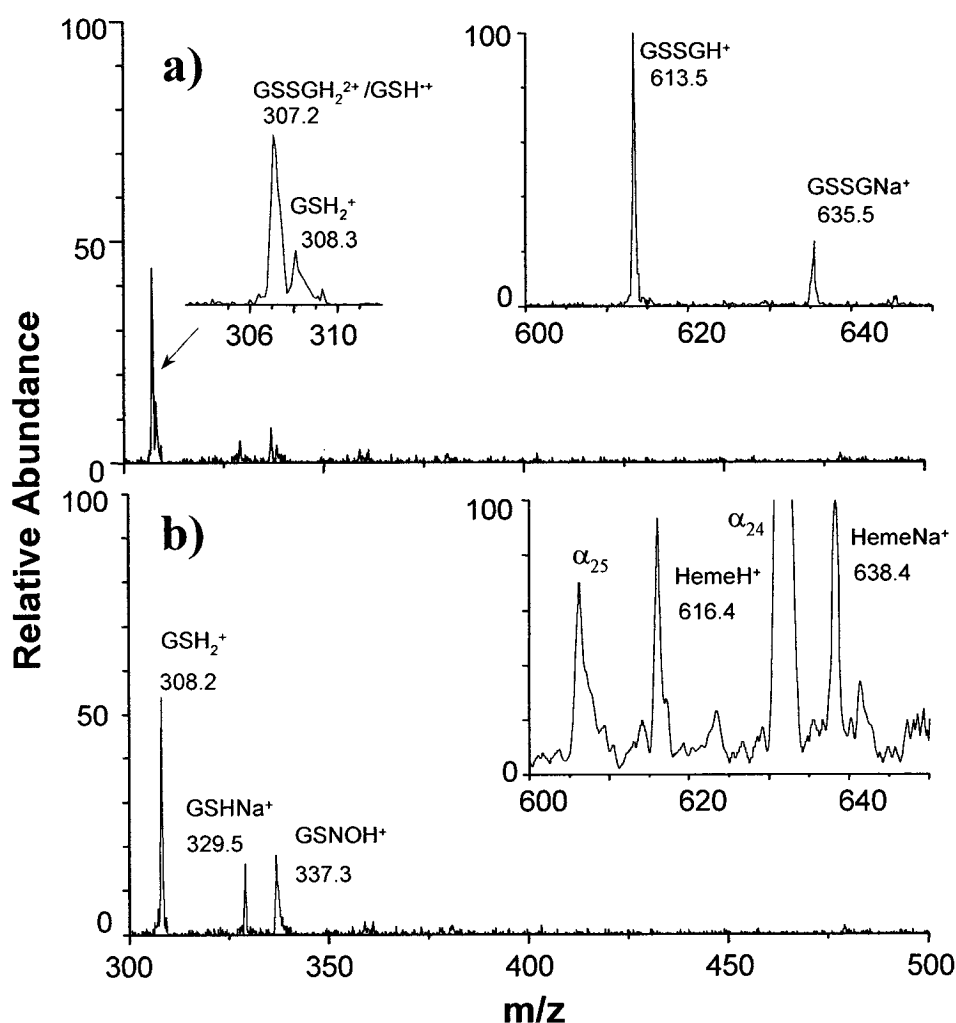 Relative Abundance
100
50
0
a)
GSSGH₂²⁺/GSH·⁺
307.2
GSH₂⁺
308.3
306
310
100
0
GSSGH⁺
613.5
GSSGNa⁺
635.5
600
620
640
100
50
0
b)
GSH₂⁺
308.2
GSHNa⁺
329.5
GSNOH⁺
337.3
100
0
α₂₅
HemeH⁺
616.4
α₂₄
HemeNa⁺
638.4
600
620
640
300
350
400
450
500
m/z